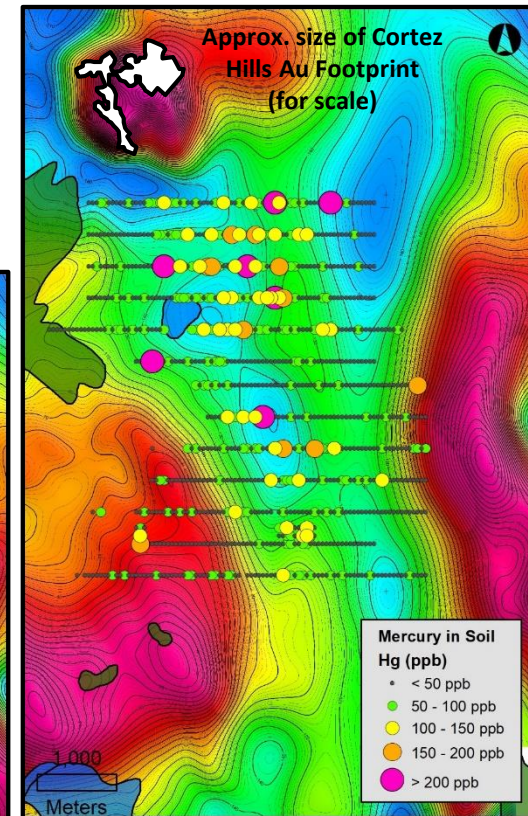 Approx. size of Cortez
Hills Au Footprint
(for scale)
Mercury in Soil
Hg (ppb)
< 50 ppb
50 - 100 ppb
100 - 150 ppb
150 - 200 ppb
> 200 ppb
1,000
Meters